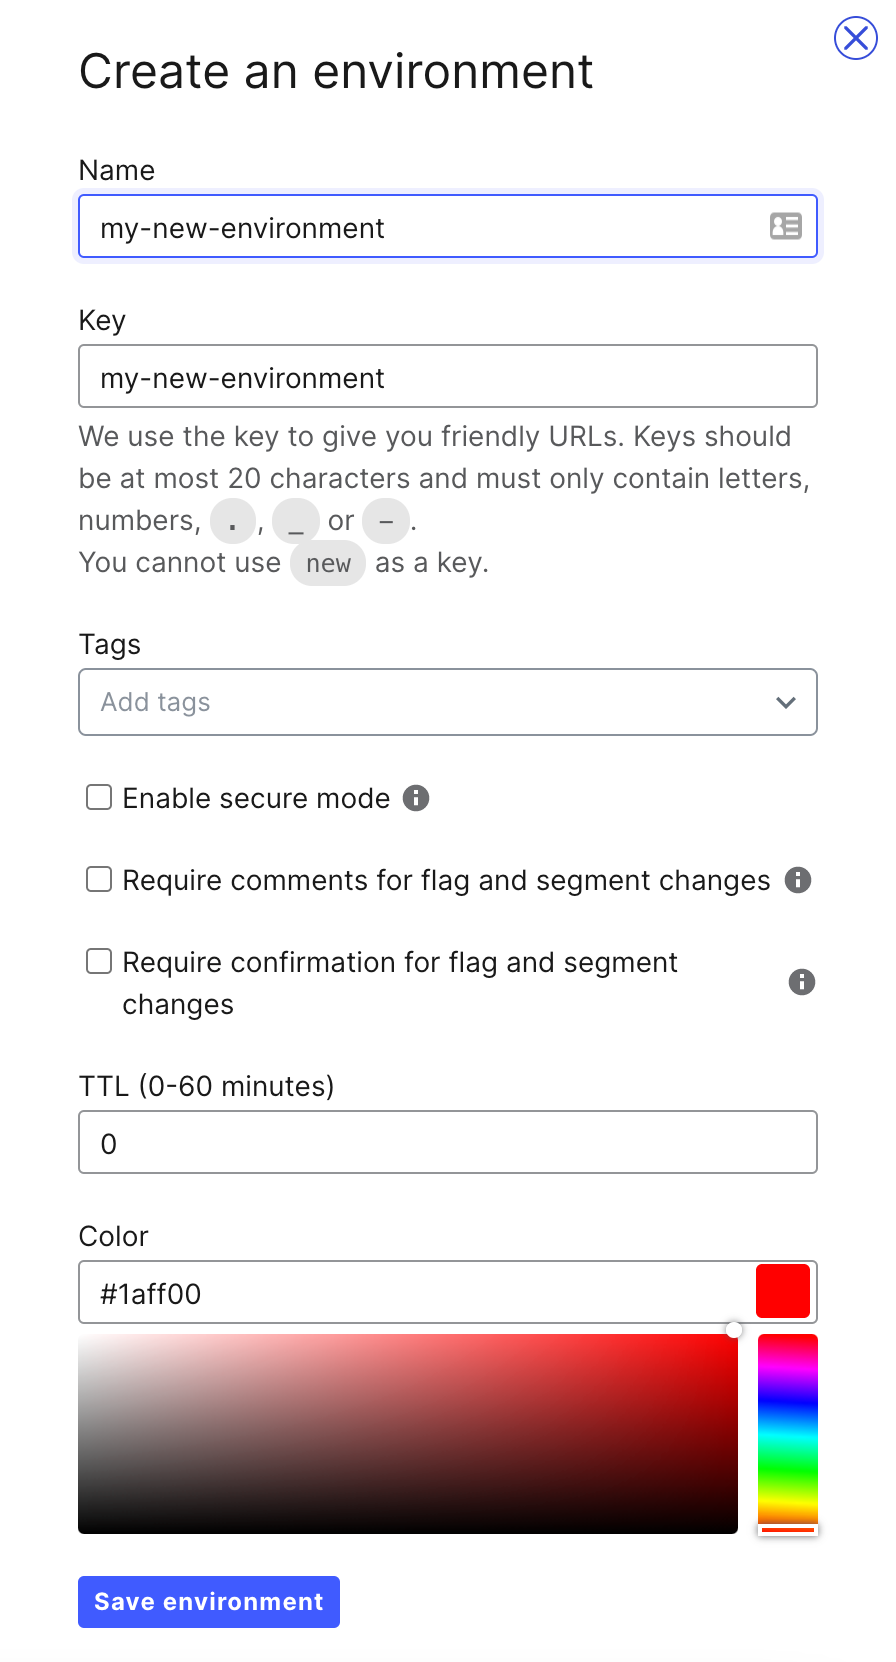 Create an environment
Name
my-new-environment
Key
my-new-environment
We use the key to give you friendly URLs. Keys should
be at most 20 characters and must only contain letters,
numbers, . , _ or - .
You cannot use new as a key.
Tags
Add tags
Enable secure mode
Require comments for flag and segment changes
Require confirmation for flag and segment
changes
TTL (0-60 minutes)
0
Color
#1aff00
Save environment